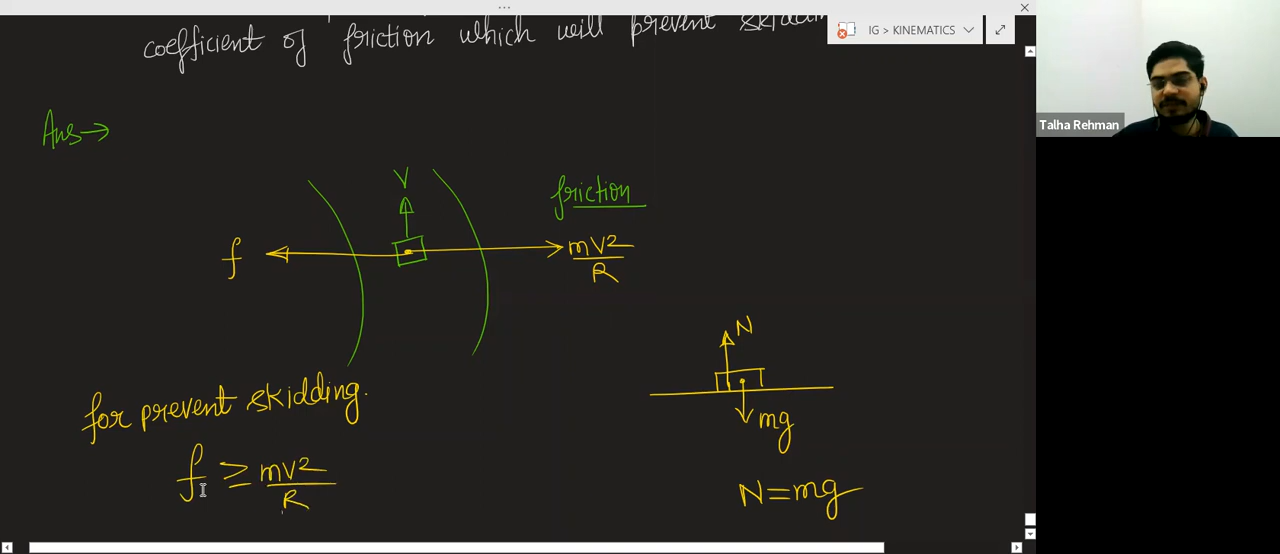 coefficient of friction which will prevent skiddin
IG > KINEMATICS
Talha Rehman
Ans→
V
friction
f
mv²/R
N
mg
for prevent skidding.
f ≥ mv²/R
N = mg